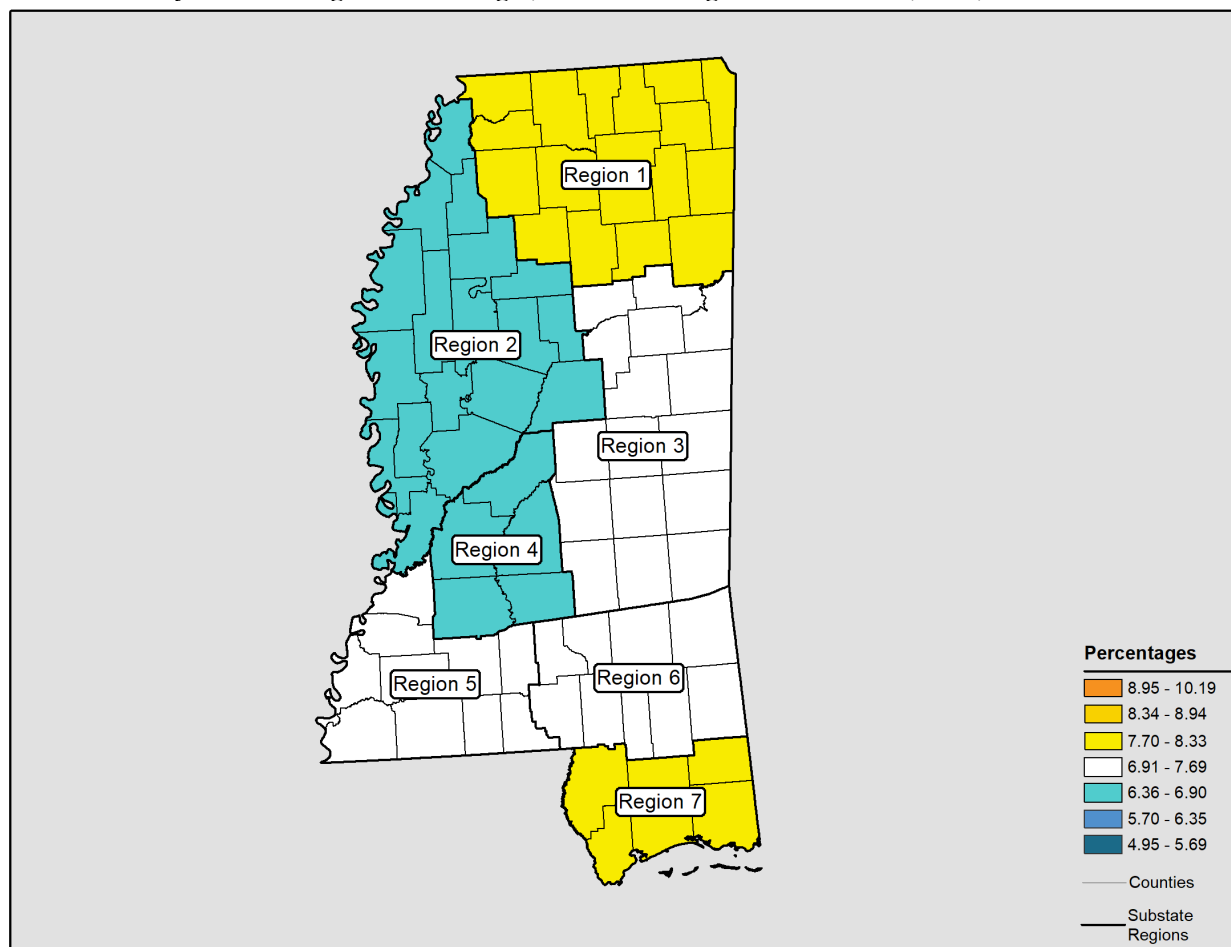 Region 1
Region 2
Region 3
Region 4
Region 5
Region 6
Region 7
Percentages
8.95 - 10.19
8.34 - 8.94
7.70 - 8.33
6.91 - 7.69
6.36 - 6.90
5.70 - 6.35
4.95 - 5.69
Counties
Substate
Regions